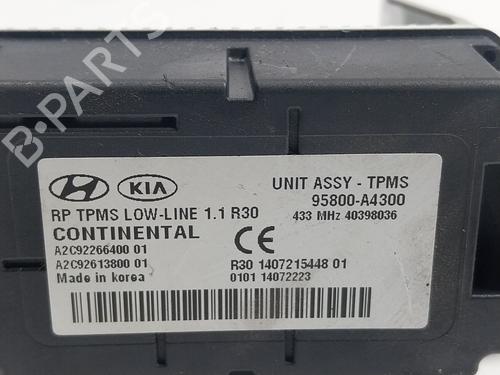 HYUNDAI KIA UNIT ASSY - TPMS
RP TPMS LOW-LINE 1.1 R30 95800-A4300
CONTINENTAL 433 MHz 40398036
A2C92266400 01 CE
A2C92613800 01 R30 1407215448 01
Made in korea 0101 14072223
B-PARTS